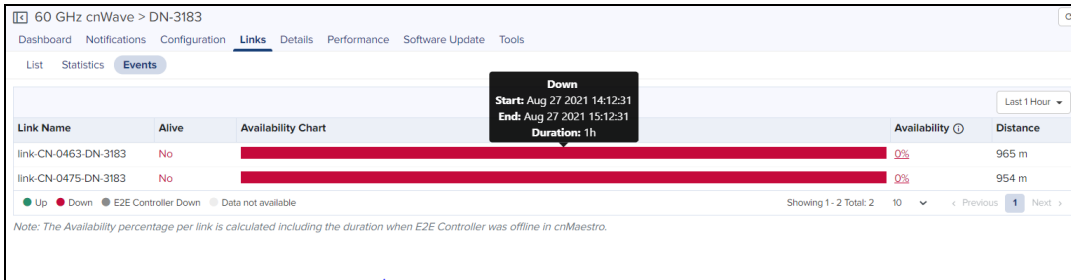 60 GHz cnWave > DN-3183
Dashboard Notifications Configuration Links Details Performance Software Update Tools
List Statistics Events
Down
Start: Aug 27 2021 14:12:31
End: Aug 27 2021 15:12:31
Duration: 1h
Last 1 Hour
Link Name Alive Availability Chart Availability Distance
link-CN-0463-DN-3183 No 0% 965 m
link-CN-0475-DN-3183 No 0% 954 m
Up Down E2E Controller Down Data not available Showing 1 - 2 Total: 2 10 < Previous 1 Next >
Note: The Availability percentage per link is calculated including the duration when E2E Controller was offline in cnMaestro.